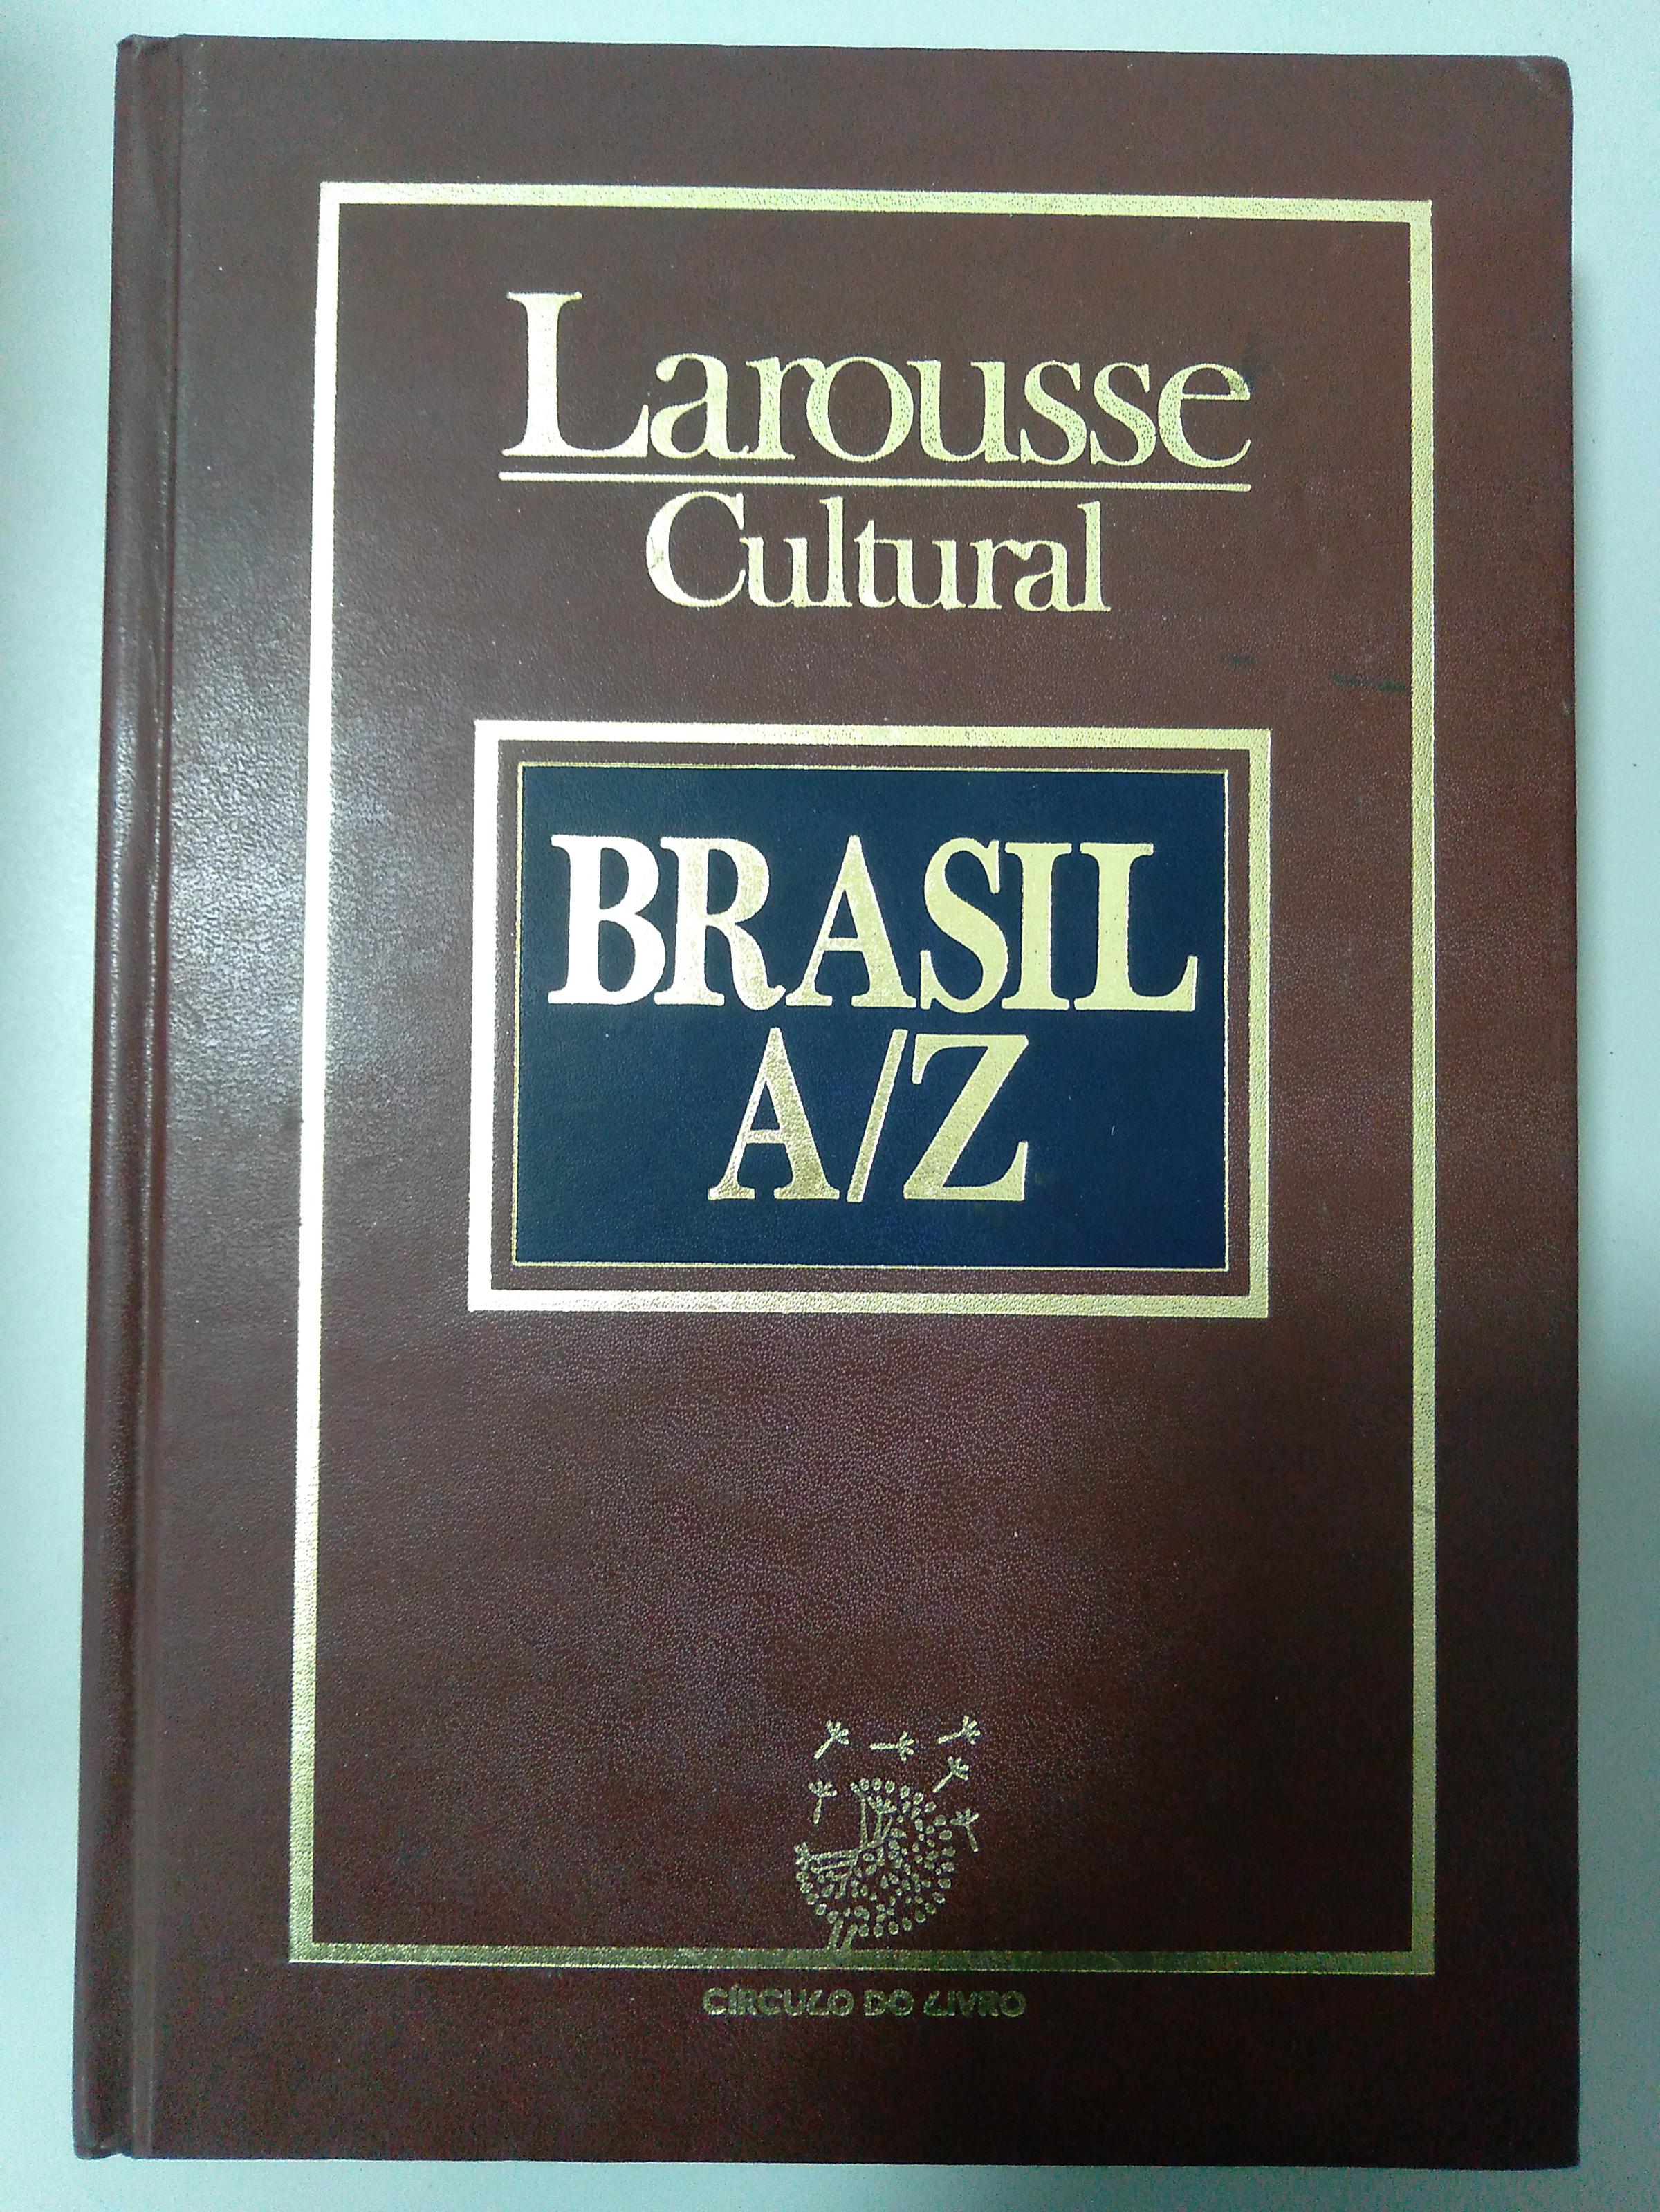 Larousse
Cultural
BRASIL
A/Z
CÍRCULO DO LIVRO